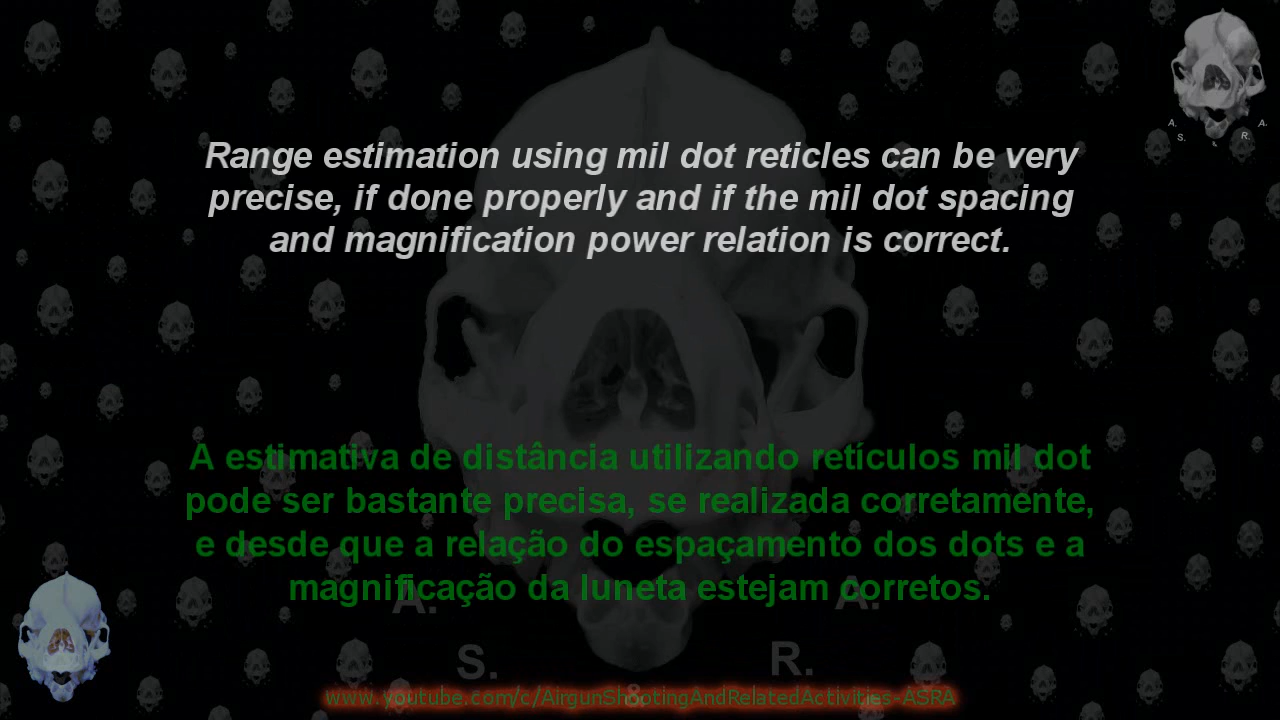 A. A.
S. R.
&
Range estimation using mil dot reticles can be very
precise, if done properly and if the mil dot spacing
and magnification power relation is correct.
A estimativa de distância utilizando retículos mil dot
pode ser bastante precisa, se realizada corretamente,
e desde que a relação do espaçamento dos dots e a
magnificação da luneta estejam corretos.
A. A.
S. R.
&
www.youtube.com/c/AirgunShootingAndRelatedActivities-ASRA